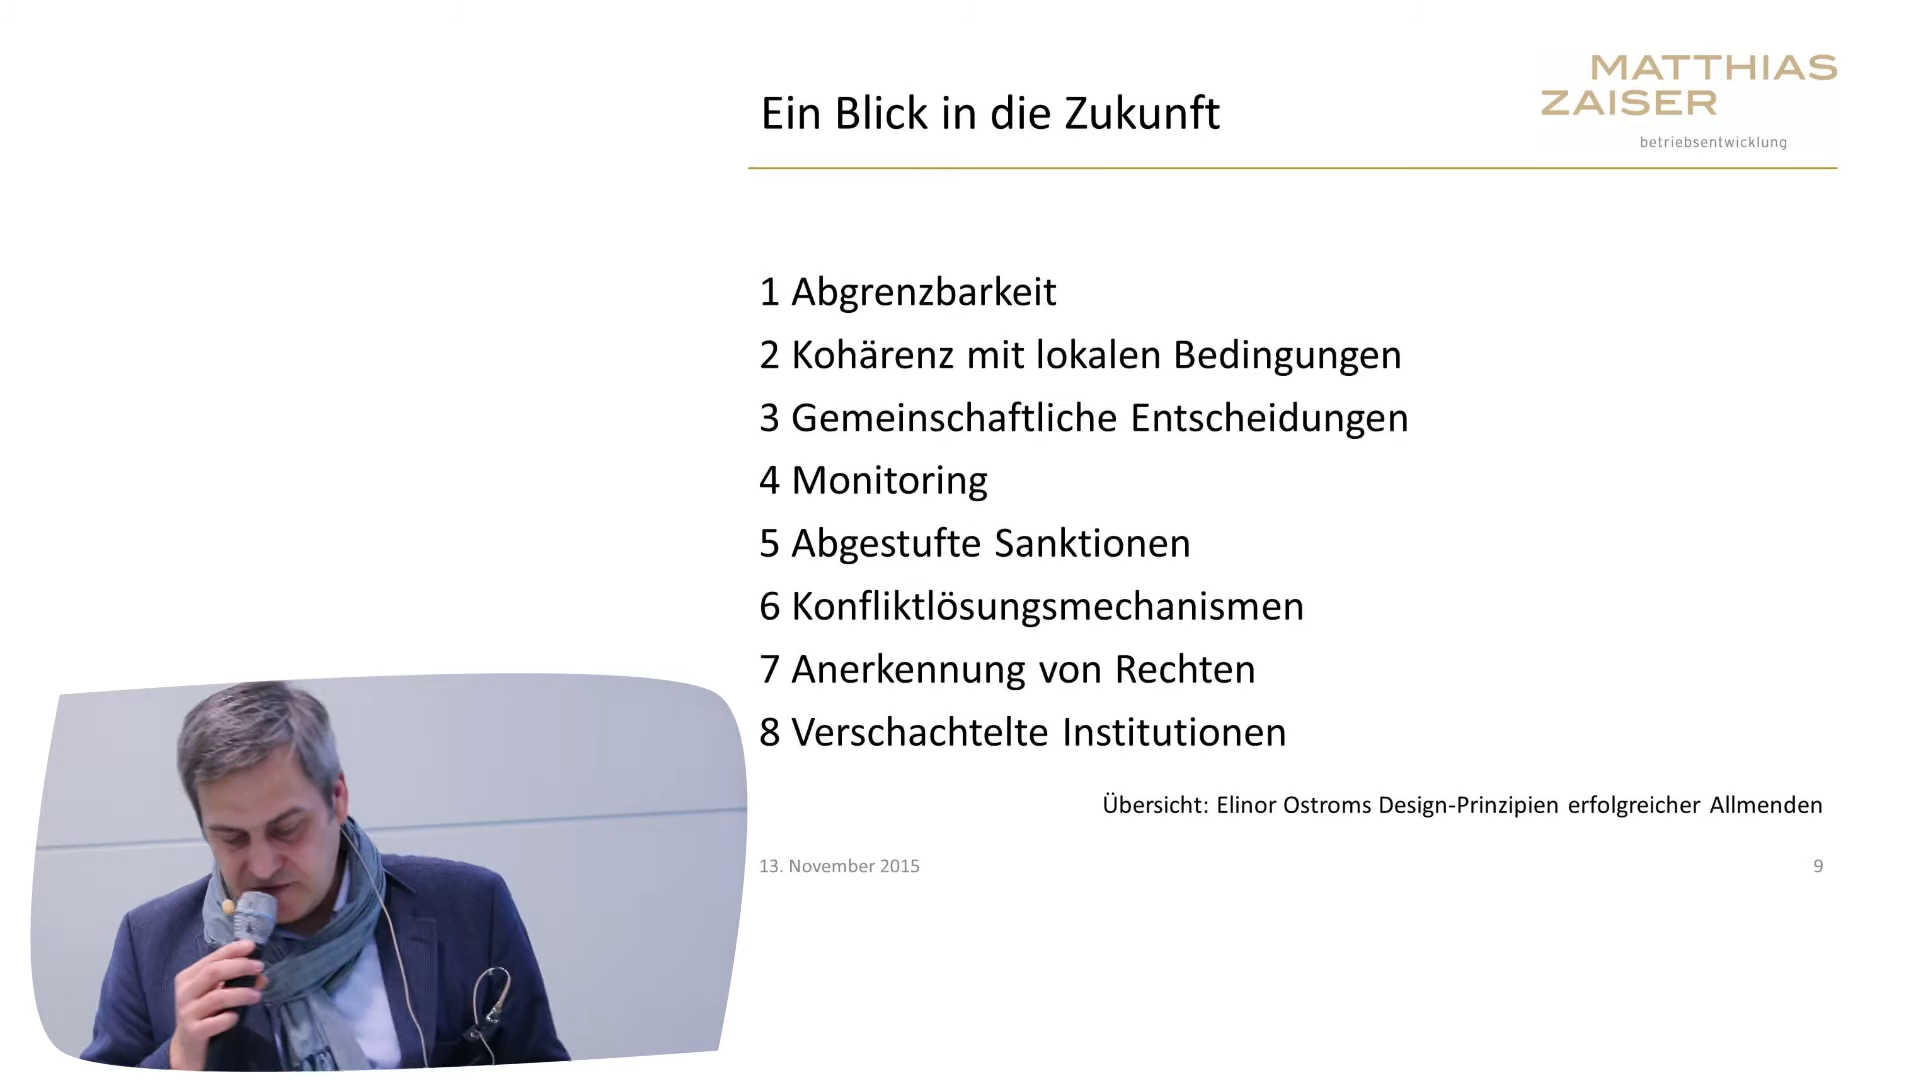 MATTHIAS
ZAISER
betriebsentwicklung
Ein Blick in die Zukunft
1 Abgrenzbarkeit
2 Kohärenz mit lokalen Bedingungen
3 Gemeinschaftliche Entscheidungen
4 Monitoring
5 Abgestufte Sanktionen
6 Konfliktlösungsmechanismen
7 Anerkennung von Rechten
8 Verschachtelte Institutionen
Übersicht: Elinor Ostroms Design-Prinzipien erfolgreicher Allmenden
13. November 2015
9